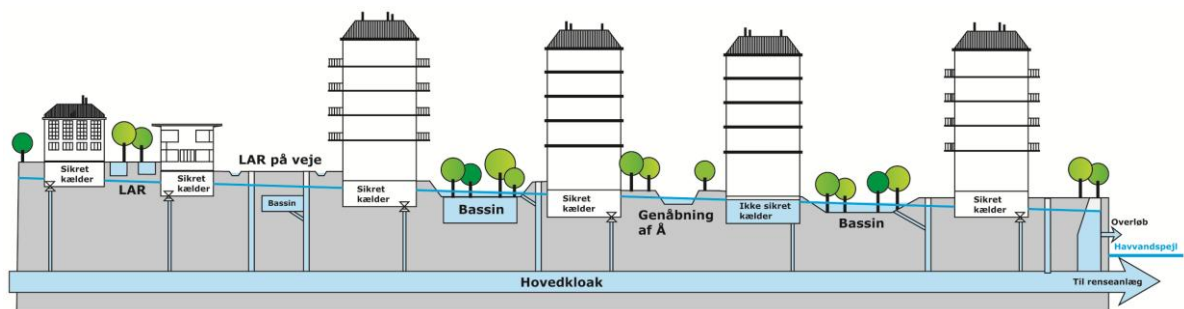 Sikret
kælder
LAR
Sikret
kælder
LAR på veje
Bassin
Sikret
kælder
Bassin
Sikret
kælder
Genåbning
af Å
Ikke sikret
kælder
Bassin
Sikret
kælder
Overløb
Havvandspejl
Hovedkloak
Til renseanlæg